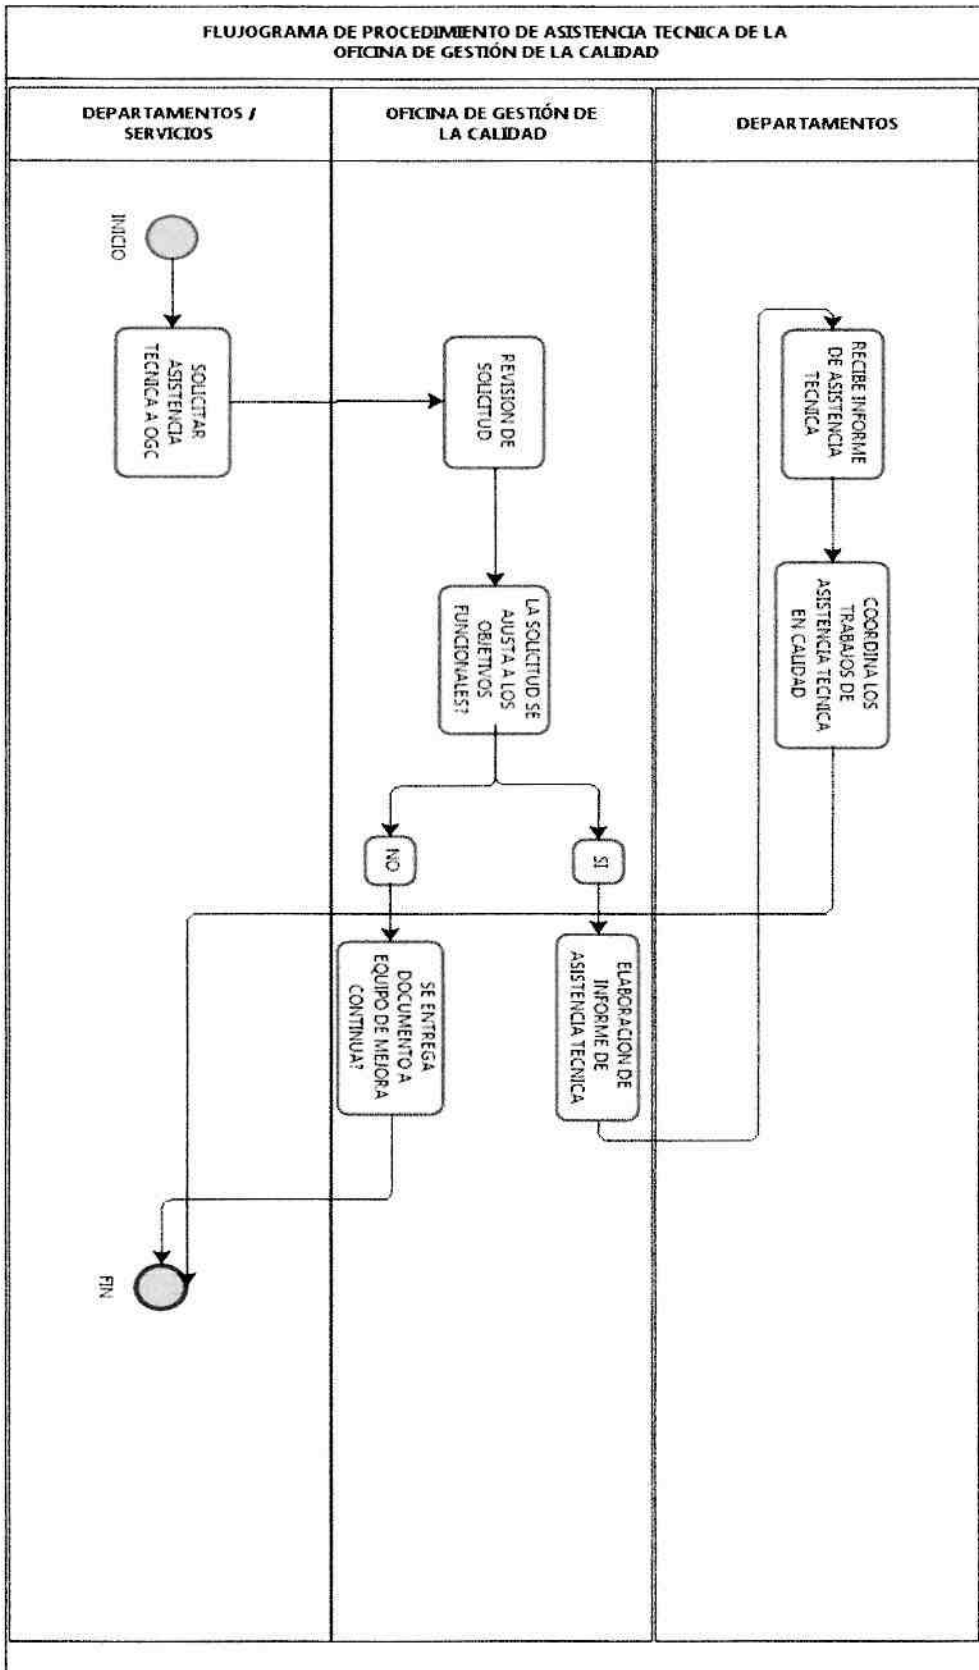 FLUJOGRAMA DE PROCEDIMIENTO DE ASISTENCIA TECNICA DE LA
OFICINA DE GESTIÓN DE LA CALIDAD
DEPARTAMENTOS /
SERVICIOS
OFICINA DE GESTIÓN DE
LA CALIDAD
DEPARTAMENTOS
INICIO
SOLICITAR
ASISTENCIA
TECNICA A OGC
REVISION DE
SOLICITUD
LA SOLICITUD SE
AJUSTA A LOS
OBJETIVOS
FUNCIONALES?
NO
SI
SE ENTREGA
DOCUMENTO A
EQUIPO DE MEJORA
CONTINUA?
ELABORACION DE
INFORME DE
ASISTENCIA TECNICA
RECIBE INFORME
DE ASISTENCIA
TECNICA
COORDINA LOS
TRABAJOS DE
ASISTENCIA TECNICA
EN CALIDAD
FIN